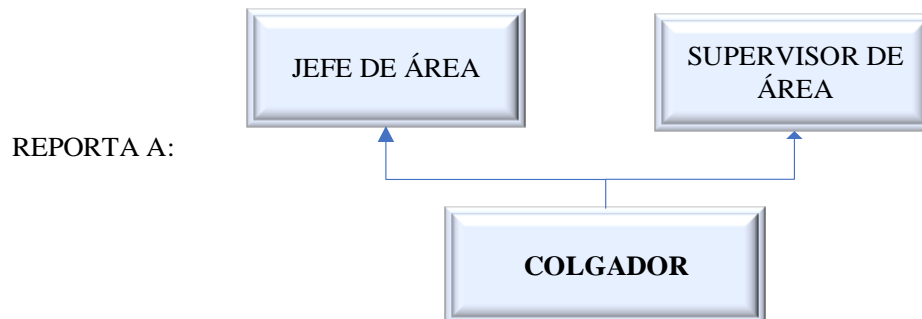 JEFE DE ÁREA
SUPERVISOR DE
ÁREA
REPORTA A:
COLGADOR